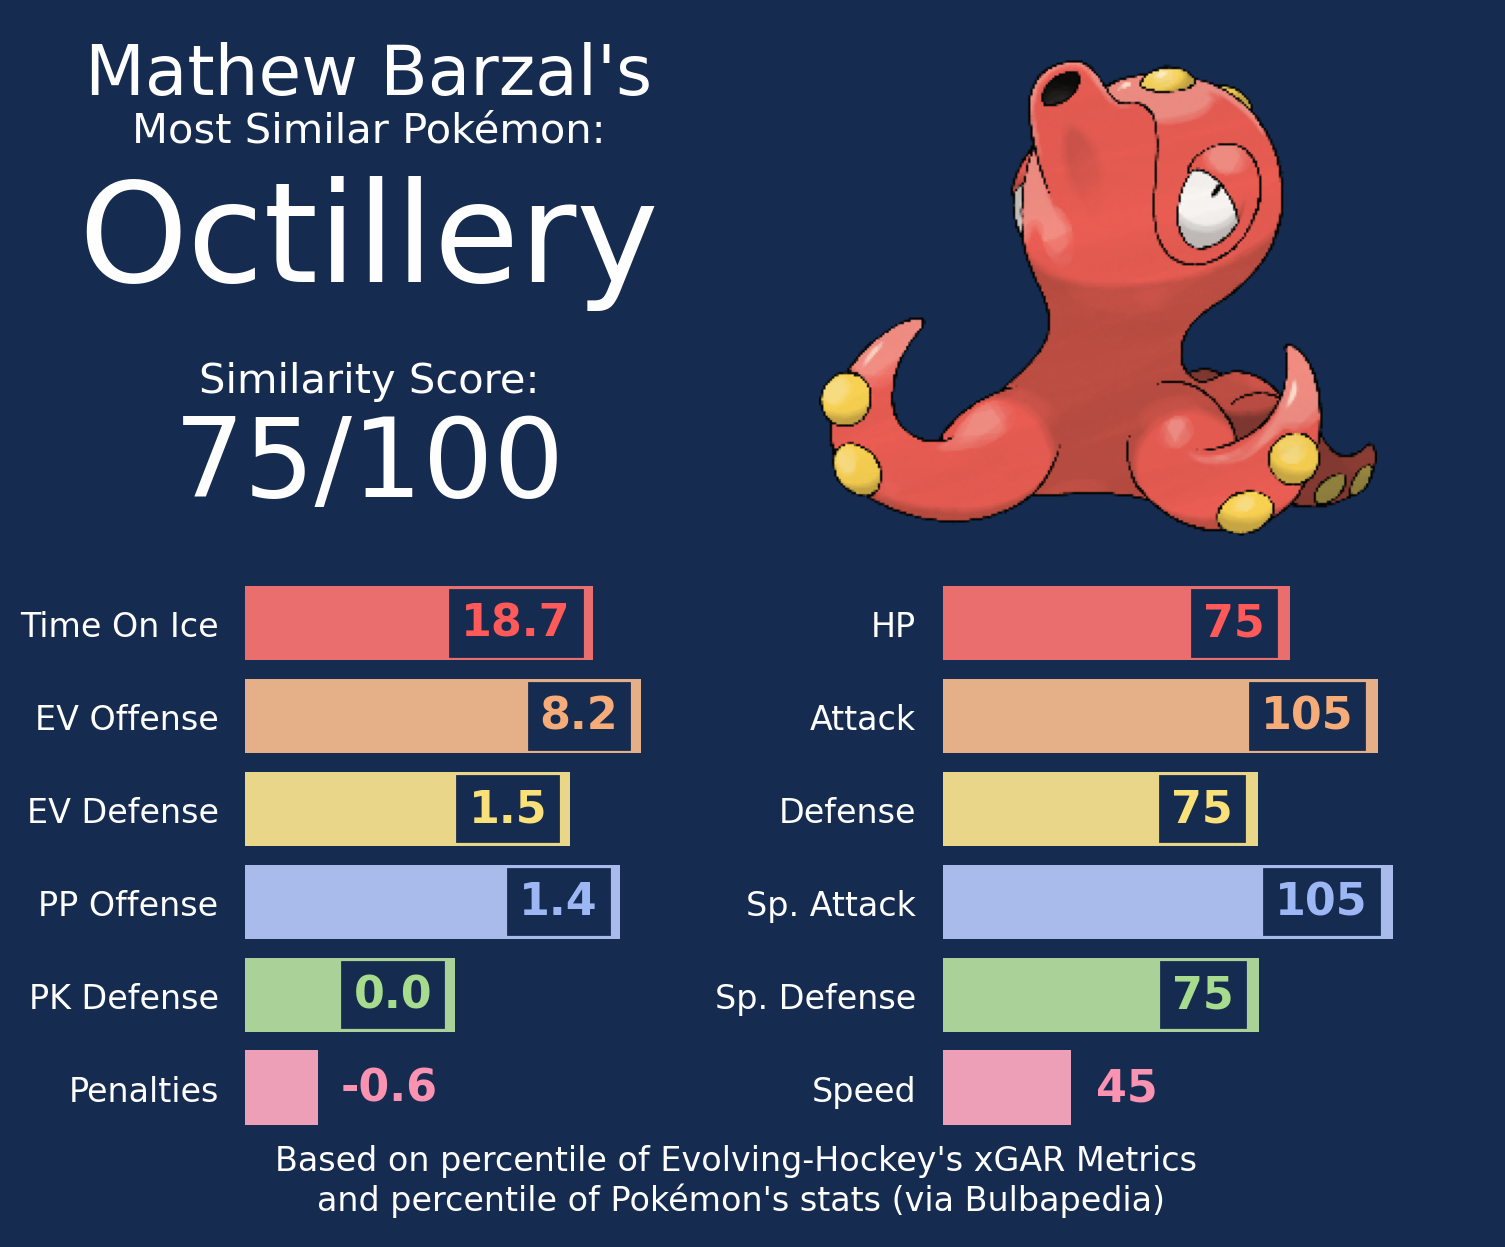 Mathew Barzal's
Most Similar Pokémon:
Octillery
Similarity Score:
75/100
Time On Ice 18.7
EV Offense 8.2
EV Defense 1.5
PP Offense 1.4
PK Defense 0.0
Penalties -0.6
HP 75
Attack 105
Defense 75
Sp. Attack 105
Sp. Defense 75
Speed 45
Based on percentile of Evolving-Hockey's xGAR Metrics
and percentile of Pokémon's stats (via Bulbapedia)